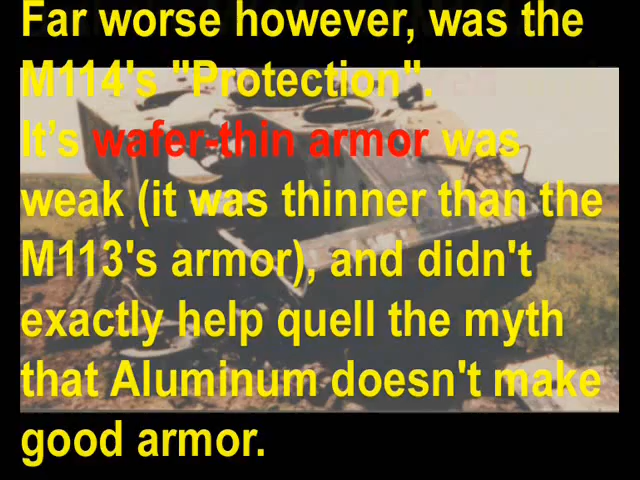 Far worse however, was the
M114's "Protection".
It’s wafer-thin armor was
weak (it was thinner than the
M113's armor), and didn't
exactly help quell the myth
that Aluminum doesn't make
good armor.